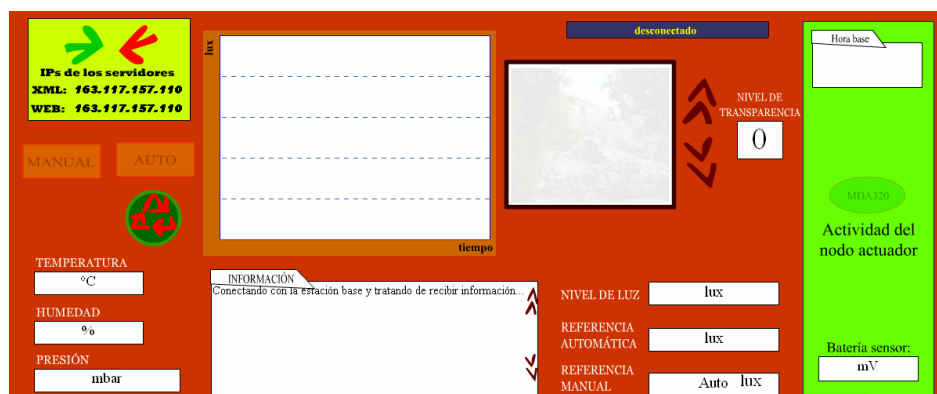 IPs de los servidores
XML: 163.117.157.110
WEB: 163.117.157.110
MANUAL
AUTO
TEMPERATURA
ºC
HUMEDAD
%
PRESIÓN
mbar
lux
tiempo
INFORMACIÓN
Conectando con la estación base y tratando de recibir información...
desconectado
NIVEL DE
TRANSPARENCIA
0
NIVEL DE LUZ
lux
REFERENCIA
AUTOMÁTICA
lux
REFERENCIA
MANUAL
Auto lux
Hora base
MDA320
Actividad del
nodo actuador
Batería sensor:
mV